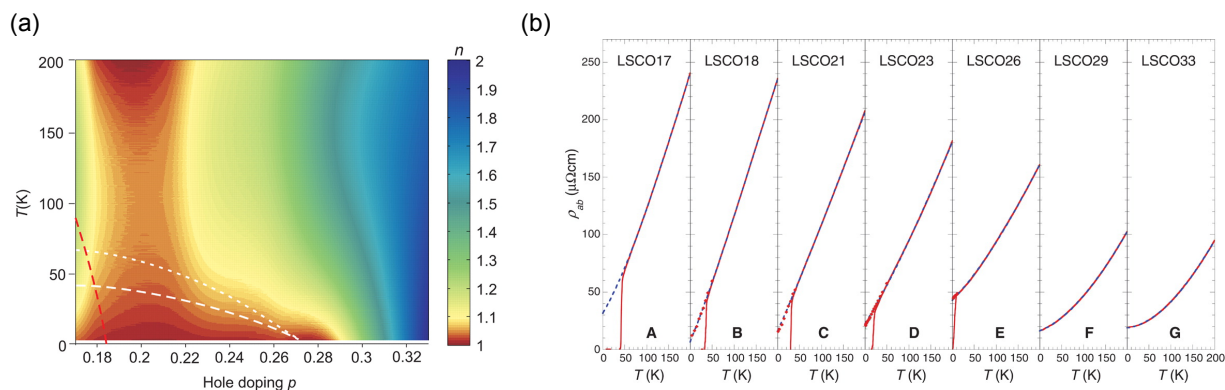 (a)
(b)
n
200
150
100
50
0
T(K)
0.18 0.2 0.22 0.24 0.26 0.28 0.3 0.32
Hole doping p
2
1.9
1.8
1.7
1.6
1.5
1.4
1.3
1.2
1.1
1
250
200
150
100
50
0
ρab (μΩcm)
LSCO17 LSCO18 LSCO21 LSCO23 LSCO26 LSCO29 LSCO33
A B C D E F G
0 50 100 150 0 50 100 150 0 50 100 150 0 50 100 150 0 50 100 150 0 50 100 150 0 50 100 150 200
T (K) T (K) T (K) T (K) T (K) T (K) T (K)